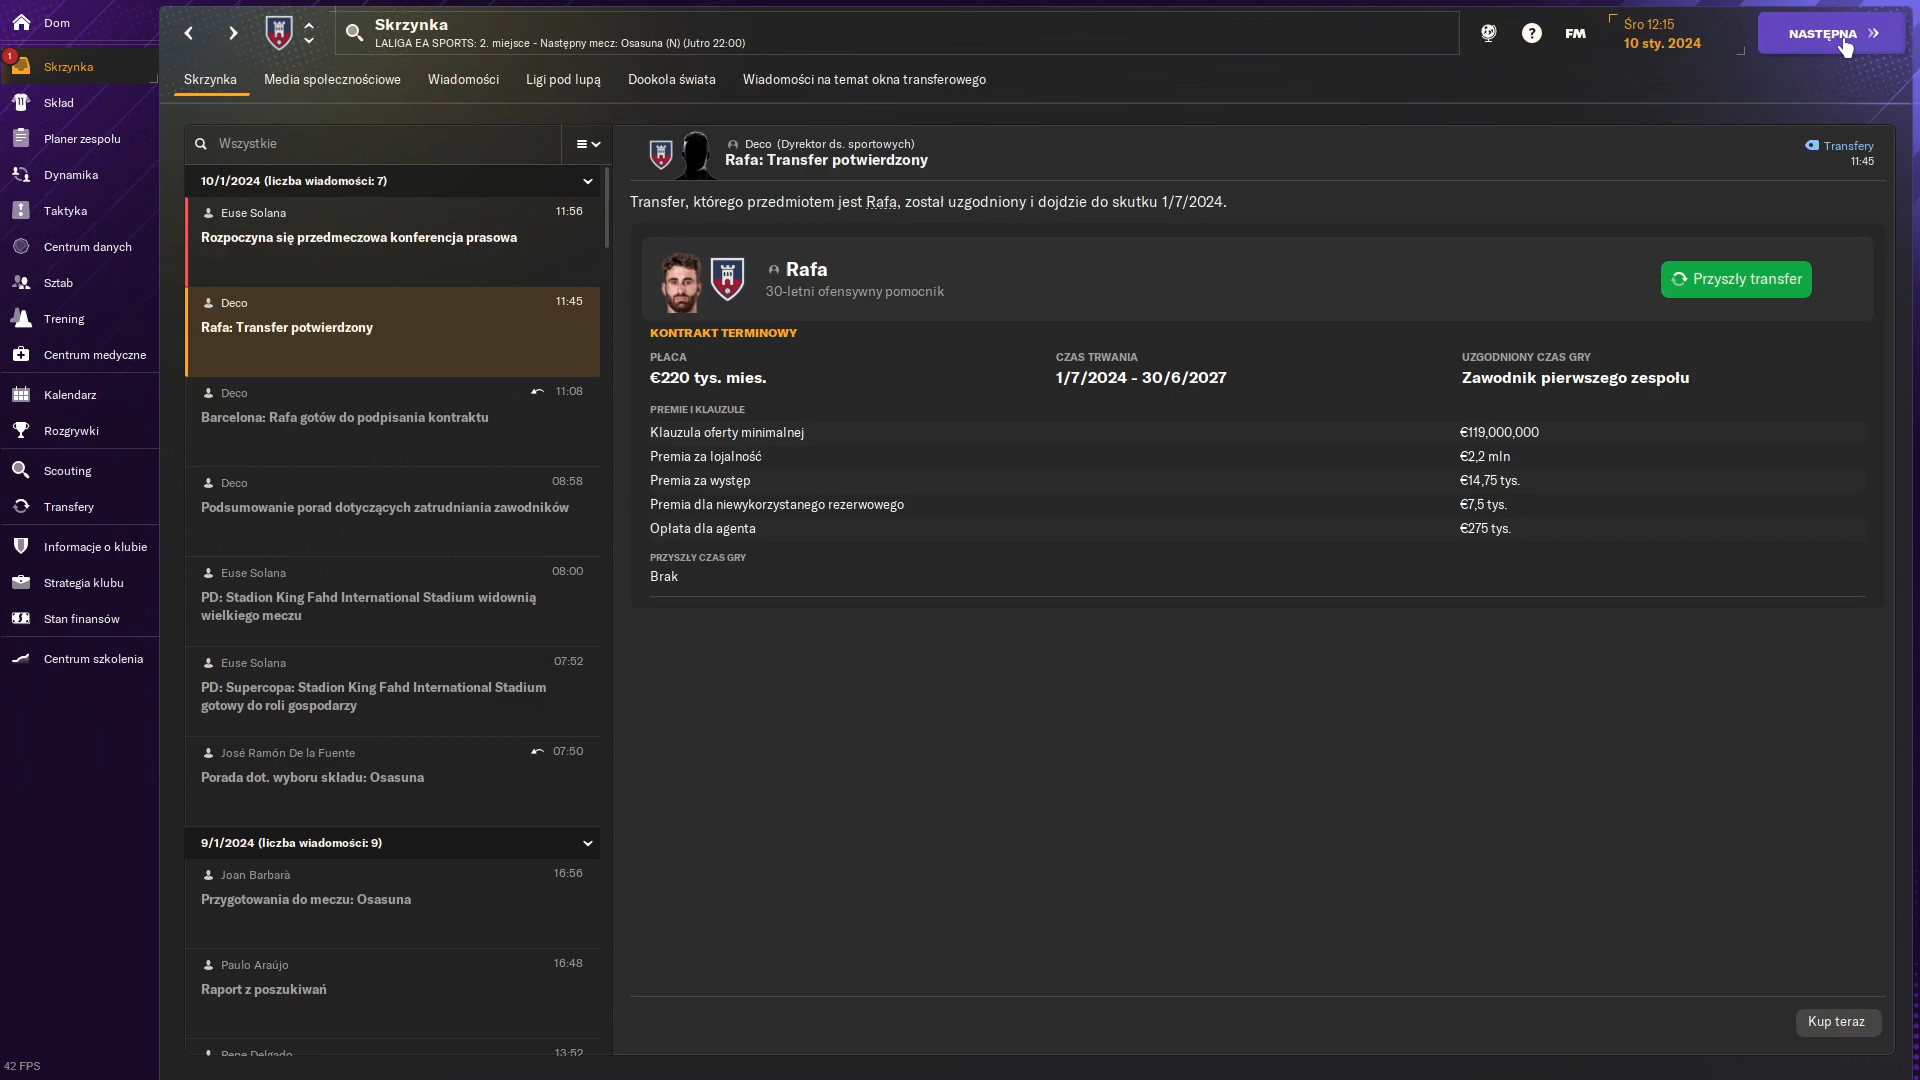 Dom
1
Skrzynka
Skład
Planer zespołu
Dynamika
Taktyka
Centrum danych
Sztab
Trening
Centrum medyczne
Kalendarz
Rozgrywki
Scouting
Transfery
Informacje o klubie
Strategia klubu
Stan finansów
Centrum szkolenia
42 FPS
Skrzynka
LALIGA EA SPORTS: 2. miejsce - Następny mecz: Osasuna (N) (Jutro 22:00)
FM
Śro 12:15
10 sty. 2024
NASTĘPNA
Skrzynka
Media społecznościowe
Wiadomości
Ligi pod lupą
Dookoła świata
Wiadomości na temat okna transferowego
Wszystkie
10/1/2024 (liczba wiadomości: 7)
Euse Solana 11:56
Rozpoczyna się przedmeczowa konferencja prasowa
Deco 11:45
Rafa: Transfer potwierdzony
Deco 11:08
Barcelona: Rafa gotów do podpisania kontraktu
Deco 08:58
Podsumowanie porad dotyczących zatrudniania zawodników
Euse Solana 08:00
PD: Stadion King Fahd International Stadium widownią
wielkiego meczu
Euse Solana 07:52
PD: Supercopa: Stadion King Fahd International Stadium
gotowy do roli gospodarzy
José Ramón De la Fuente 07:50
Porada dot. wyboru składu: Osasuna
9/1/2024 (liczba wiadomości: 9)
Joan Barbarà 16:56
Przygotowania do meczu: Osasuna
Paulo Araújo 16:48
Raport z poszukiwań
Pepe Delgado 13:52
Deco (Dyrektor ds. sportowych)
Rafa: Transfer potwierdzony
Transfery
11:45
Transfer, którego przedmiotem jest Rafa, został uzgodniony i dojdzie do skutku 1/7/2024.
Rafa
30-letni ofensywny pomocnik
Przyszły transfer
KONTRAKT TERMINOWY
PŁACA
€220 tys. mies.
CZAS TRWANIA
1/7/2024 - 30/6/2027
UZGODNIONY CZAS GRY
Zawodnik pierwszego zespołu
PREMIE I KLAUZULE
Klauzula oferty minimalnej €119,000,000
Premia za lojalność €2,2 mln
Premia za występ €14,75 tys.
Premia dla niewykorzystanego rezerwowego €7,5 tys.
Opłata dla agenta €275 tys.
PRZYSZŁY CZAS GRY
Brak
Kup teraz